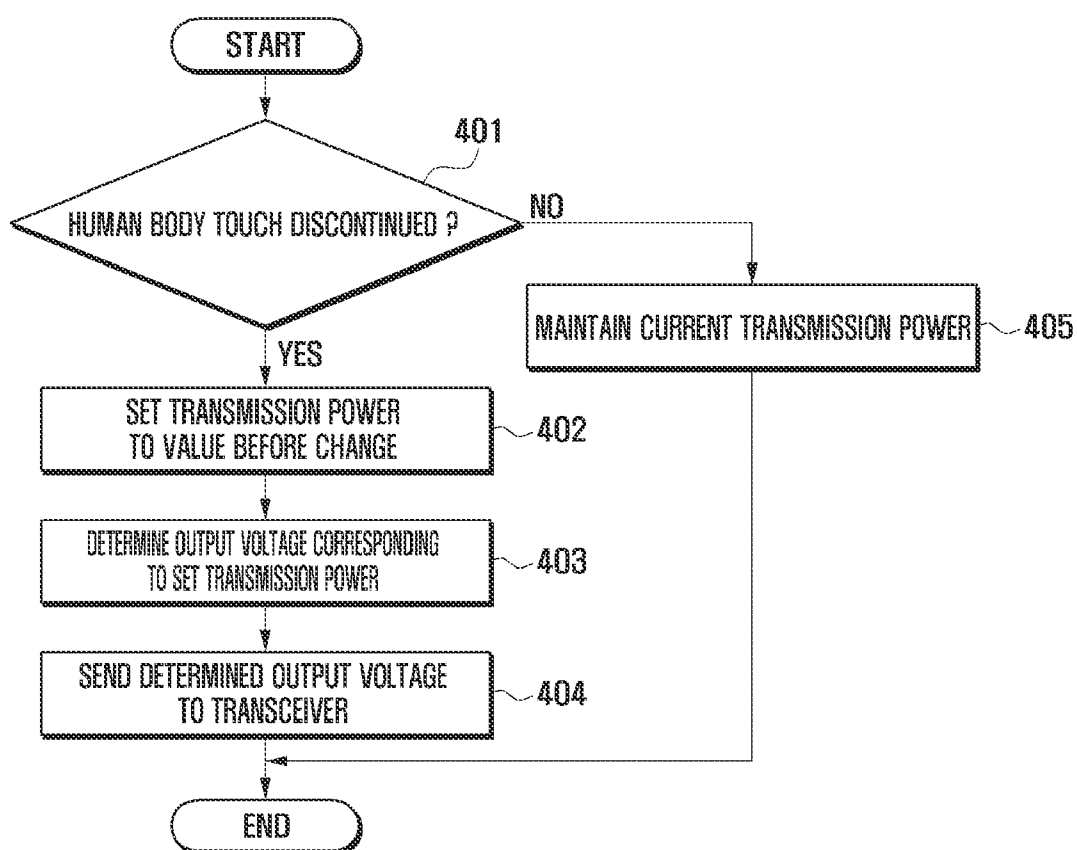 START
401
HUMAN BODY TOUCH DISCONTINUED ?
NO
YES
MAINTAIN CURRENT TRANSMISSION POWER
405
SET TRANSMISSION POWER
TO VALUE BEFORE CHANGE
402
DETERMINE OUTPUT VOLTAGE CORRESPONDING
TO SET TRANSMISSION POWER
403
SEND DETERMINED OUTPUT VOLTAGE
TO TRANSCEIVER
404
END